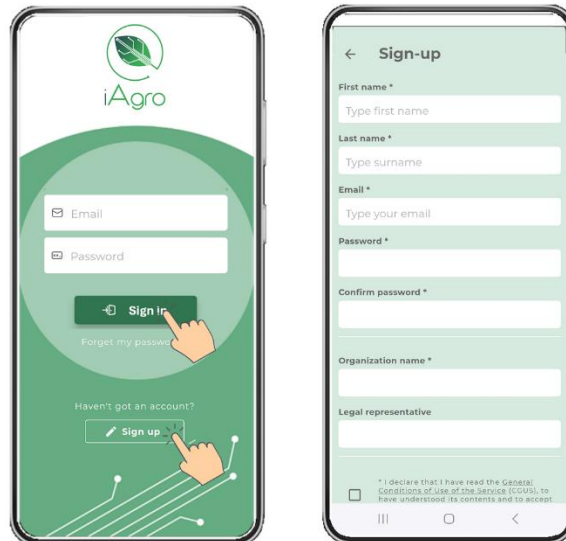 iAgro
Email
Password
Sign in
Forget my passwo
Haven't got an account?
Sign up
Sign-up
First name *
Type first name
Last name *
Type surname
Email *
Type your email
Password *
Confirm password *
Organization name *
Legal representative
* I declare that I have read the General
Conditions of Use of the Service (CGUS), to
have understood its contents and to accept